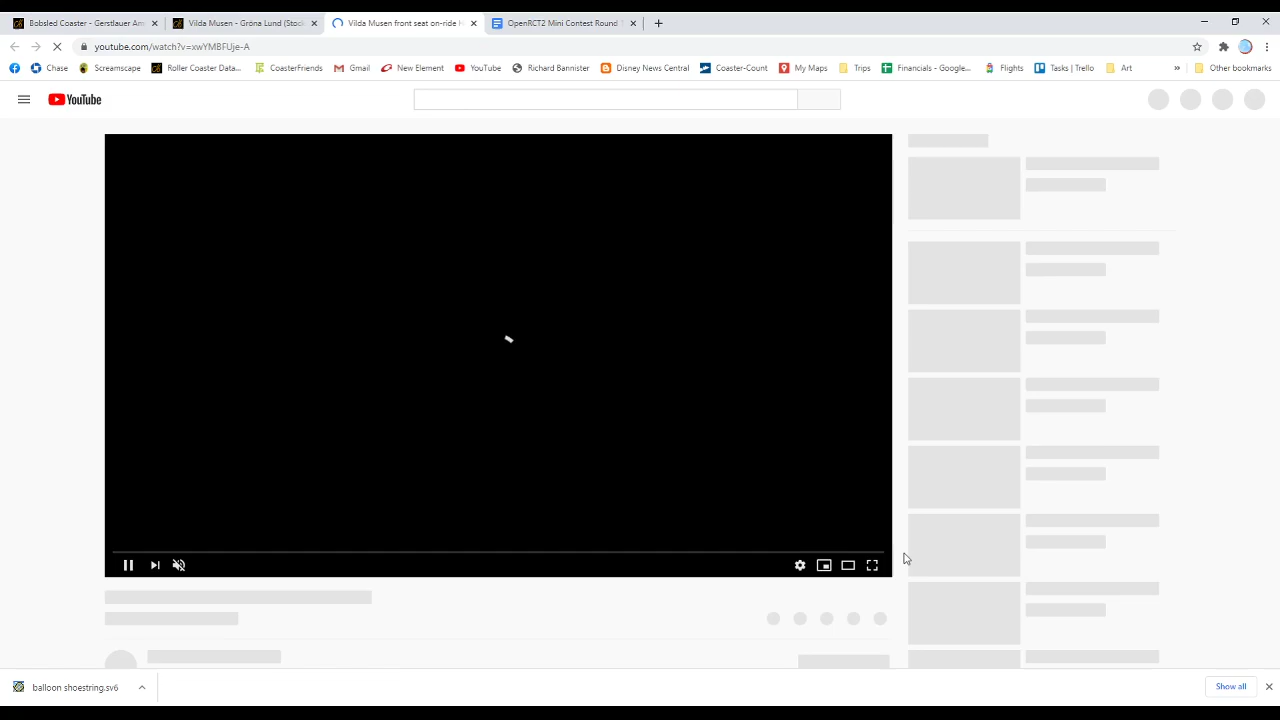 Bobsled Coaster - Gerstlauer Am
Vilda Musen - Gröna Lund (Stock
Vilda Musen front seat on-ride H
OpenRCT2 Mini Contest Round
youtube.com/watch?v=xwYMBFUje-A
Chase
Screamscape
Roller Coaster Data...
CoasterFriends
Gmail
New Element
YouTube
Richard Bannister
Disney News Central
Coaster-Count
My Maps
Trips
Financials - Google...
Flights
Tasks | Trello
Art
»
Other bookmarks
YouTube
balloon shoestring.sv6
Show all